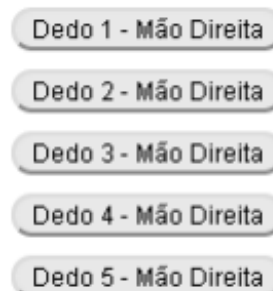 Dedo 1 - Mão Direita
Dedo 2 - Mão Direita
Dedo 3 - Mão Direita
Dedo 4 - Mão Direita
Dedo 5 - Mão Direita